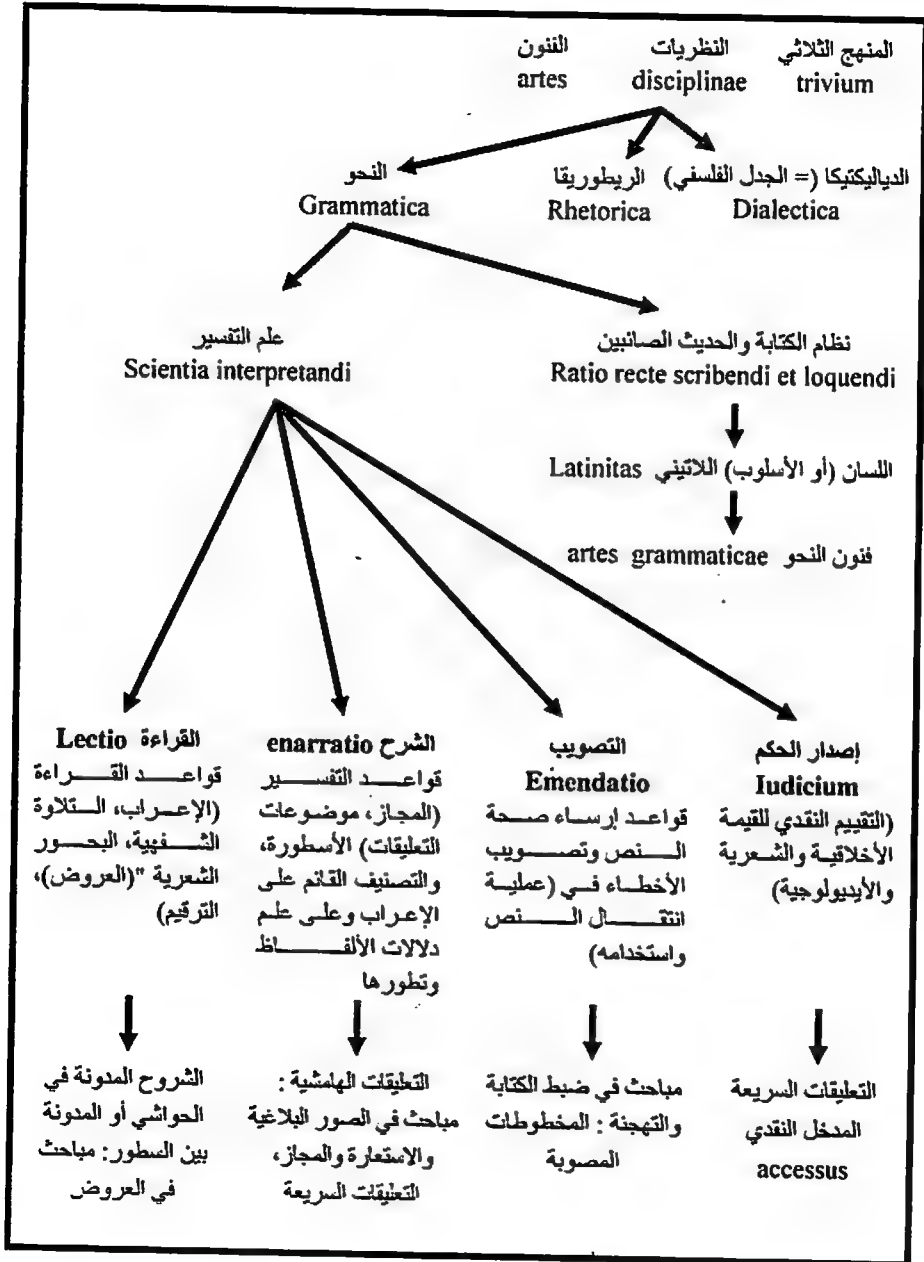 المنهج الثلاثي النظريات الفنون
trivium disciplinae artes
الدياليكتيكا (= الجدل الفلسفي) الريطوريقا النحو
Dialectica Rhetorica Grammatica
نظام الكتابة والحديث الصائبين
Ratio recte scribendi et loquendi
علم التفسير
Scientia interpretandi
اللسان (أو الأسلوب) اللاتيني Latinitas
فنون النحو artes grammaticae
إصدار الحكم
Iudicium
(التقييم النقدي للقيمة
الأخلاقية والشعرية
والأيديولوجية)
التصويب
Emendatio
قواعد إرساء صحة
النص وتصويب
الأخطاء في (عملية
انتقال النص
واستخدامه)
الشرح enarratio
قواعد التفسير
(المجاز، موضوعات
التعليقات) الأسطورة،
والتصنيف القائم على
الإعراب وعلى علم
دلالات الألفاظ
وتطورها
القراءة Lectio
قواعد القراءة
(الإعراب، التلاوة
الشفهية، البحور
الشعرية "(العروض)،
الترقيم)
التعليقات السريعة
المدخل النقدي
accessus
مباحث في ضبط الكتابة
والتهجئة : المخطوطات
المصوبة
التعليقات الهامشية :
مباحث في الصور البلاغية
والاستعارة والمجاز،
التعليقات السريعة
الشروح المدونة في
الحواشي أو المدونة
بين السطور: مباحث
في العروض